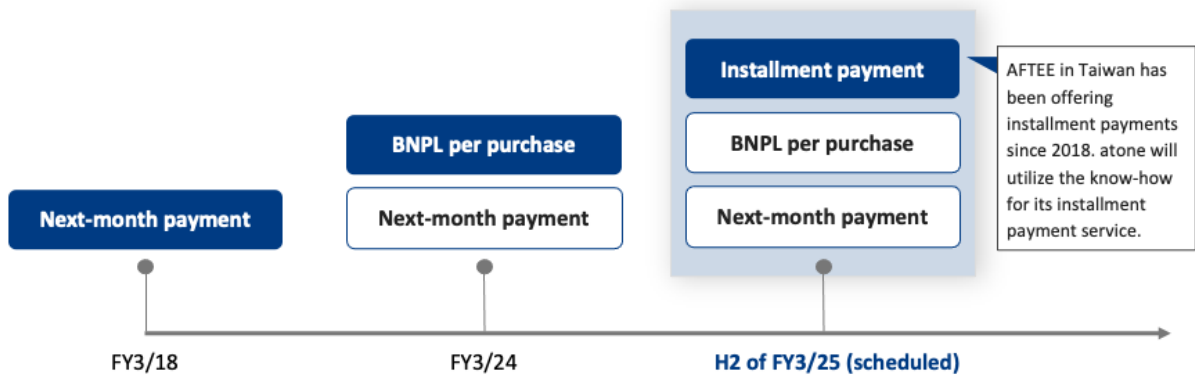 Installment payment
BNPL per purchase
BNPL per purchase
Next-month payment
Next-month payment
Next-month payment
AFTEE in Taiwan has
been offering
installment payments
since 2018. atone will
utilize the know-how
for its installment
payment service.
FY3/18
FY3/24
H2 of FY3/25 (scheduled)